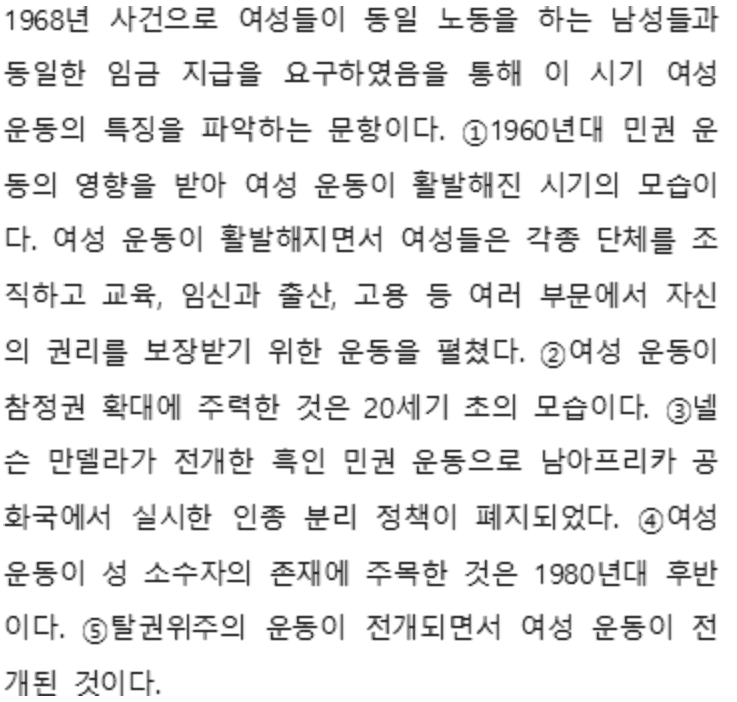 1968년 사건으로 여성들이 동일 노동을 하는 남성들과
동일한 임금 지급을 요구하였음을 통해 이 시기 여성
운동의 특징을 파악하는 문항이다. ①1960년대 민권 운
동의 영향을 받아 여성 운동이 활발해진 시기의 모습이
다. 여성 운동이 활발해지면서 여성들은 각종 단체를 조
직하고 교육, 임신과 출산, 고용 등 여러 부문에서 자신
의 권리를 보장받기 위한 운동을 펼쳤다. ②여성 운동이
참정권 확대에 주력한 것은 20세기 초의 모습이다. ③넬
슨 만델라가 전개한 흑인 민권 운동으로 남아프리카 공
화국에서 실시한 인종 분리 정책이 폐지되었다. ④여성
운동이 성 소수자의 존재에 주목한 것은 1980년대 후반
이다. ⑤탈권위주의 운동이 전개되면서 여성 운동이 전
개된 것이다.